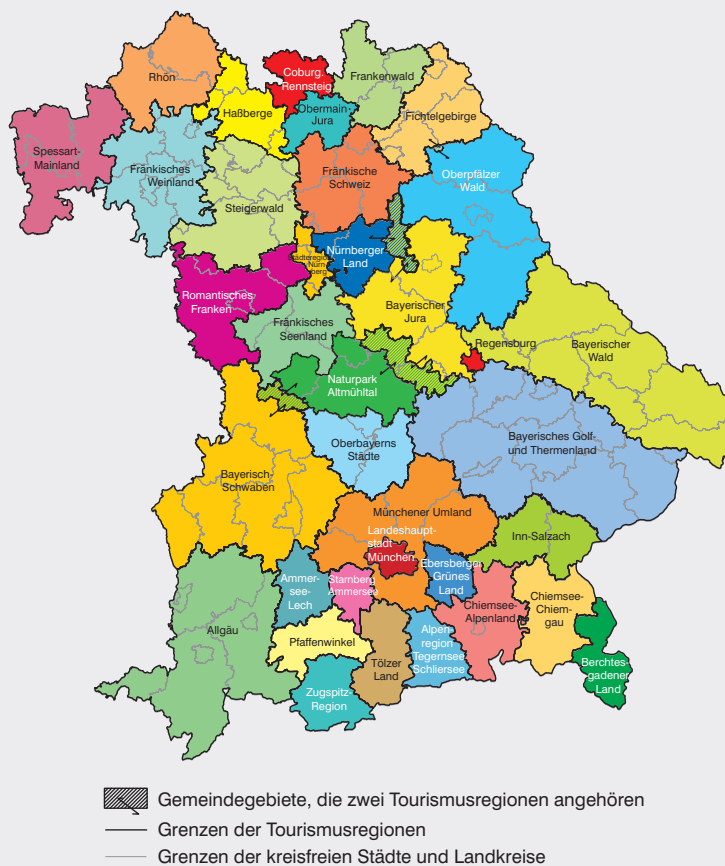 Rhön
Coburg.
Rennsteig
Frankenwald
Haßberge
Obermain-
Jura
Fichtelgebirge
Spessart-
Mainland
Fränkisches
Weinland
Fränkische
Schweiz
Oberpfälzer
Wald
Steigerwald
Städteregion
Nürn-
berg
Nürnberger-
Land
Romantisches
Franken
Bayerischer
Jura
Fränkisches
Seenland
Regensburg
Bayerischer
Wald
Naturpark
Altmühltal
Oberbayerns
Städte
Bayerisches Golf-
und Thermenland
Bayerisch-
Schwaben
Münchener Umland
Landeshaupt-
stadt
München
Inn-Salzach
Ebersberger
Grünes
Land
Ammer-
see-
Lech
Starnberg
Ammersee
Chiemsee-
Alpenland
Chiemsee-
Chiem-
gau
Allgäu
Pfaffenwinkel
Tölzer
Land
Alpen
region
Tegernsee
Schliersee
Berchtes-
gadener
Land
Zugspitz-
Region
Gemeindegebiete, die zwei Tourismusregionen angehören
Grenzen der Tourismusregionen
Grenzen der kreisfreien Städte und Landkreise